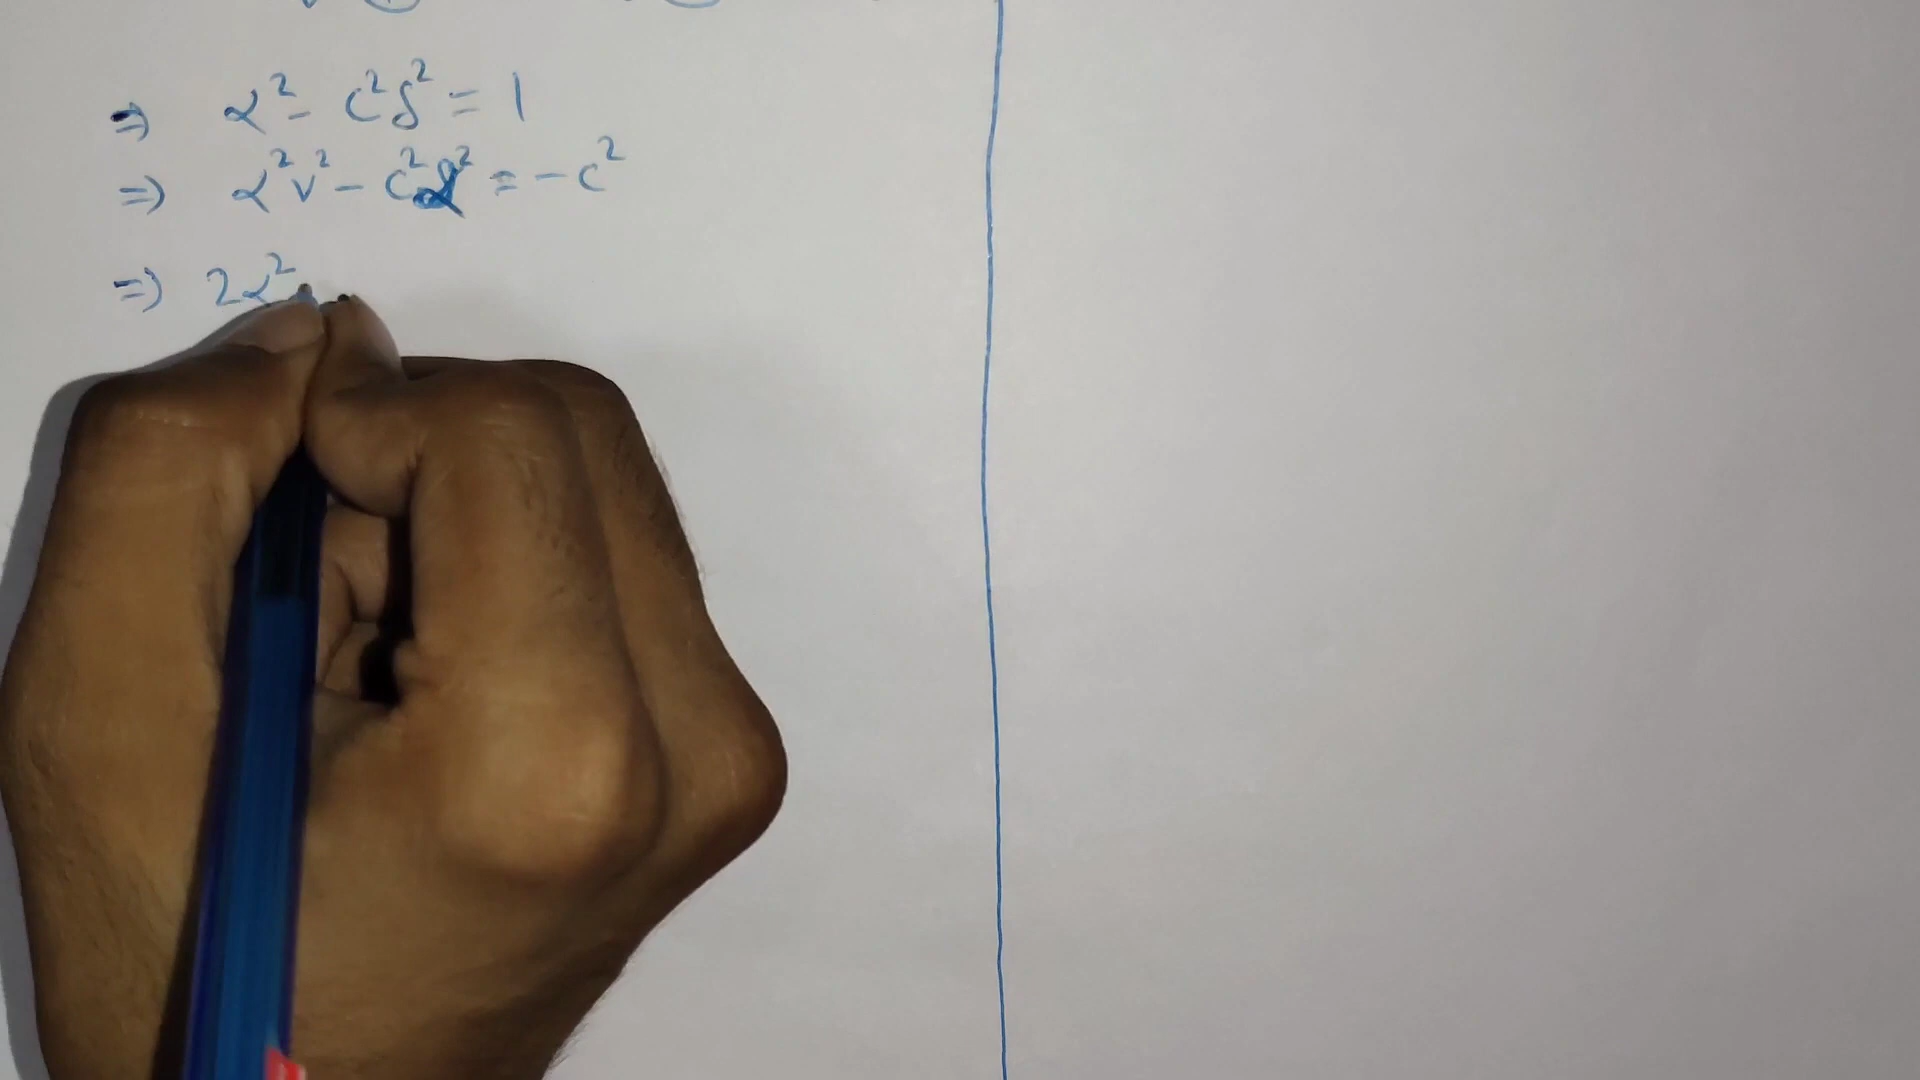 ⇒ α² - c²δ² = 1
⇒ α²v² - c²α² = -c²
⇒ 2α²